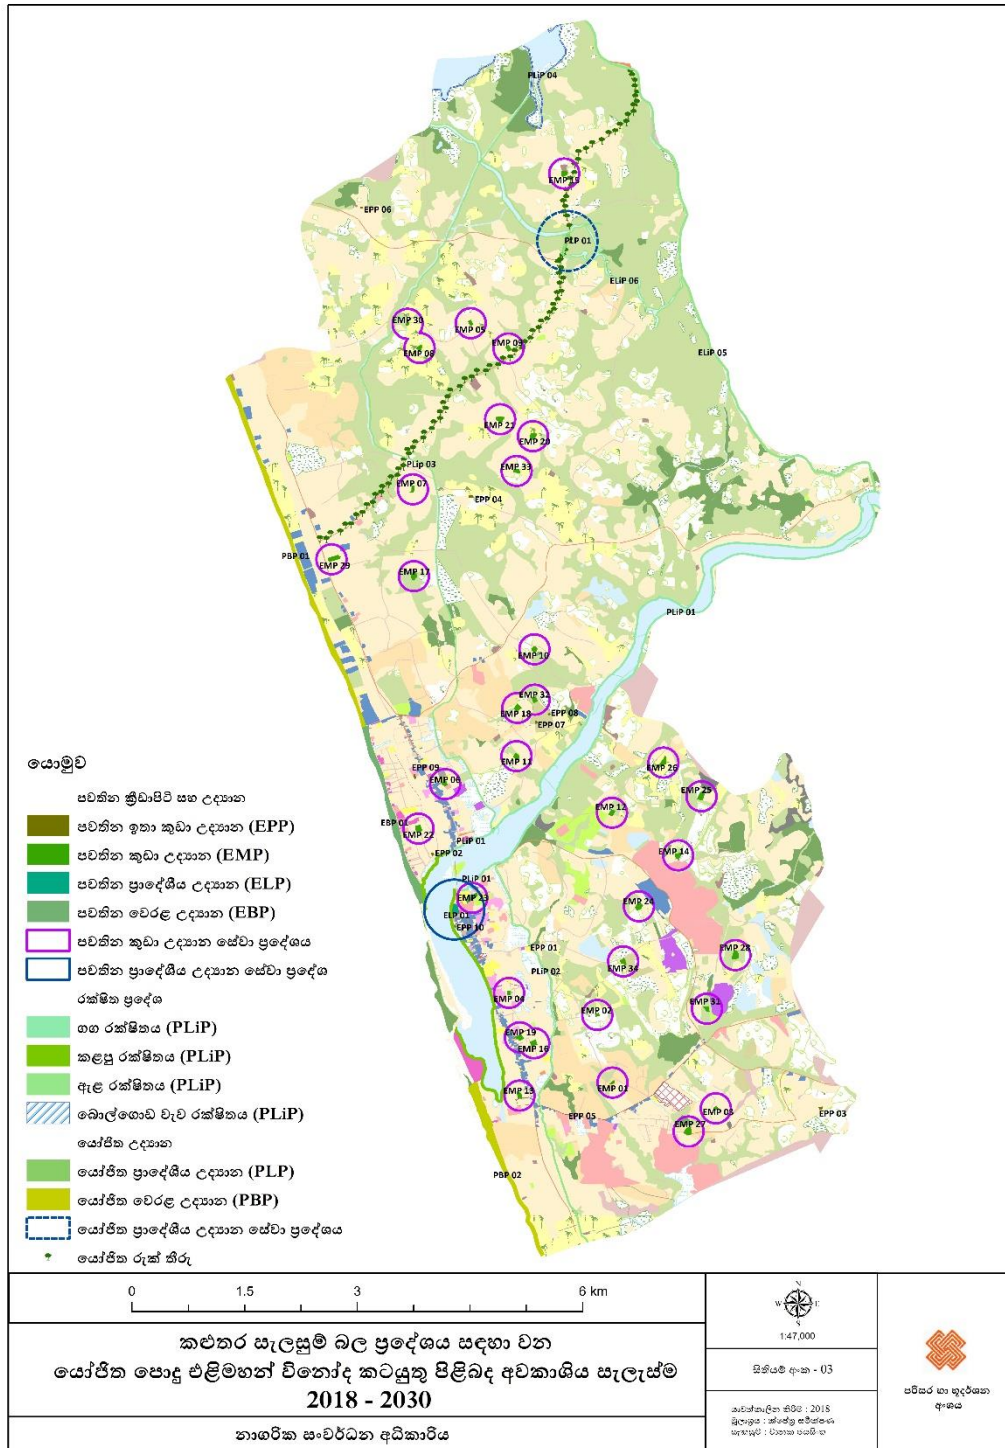 PLiP 04
EMP 15
EPP 06
PLP 01
ELiP 06
EMP 30
EMP 05
EMP 08
EMP 09
ELiP 05
EMP 21
EMP 20
PLip 03
EMP 33
EMP 07
EPP 04
PBP 01
EMP 29
EMP 17
PLiP 01
EMP 10
EMP 32
EMP 18
EPP 08
EPP 07
EMP 11
EMP 26
EPP 09
EMP 06
EMP 25
EMP 12
EBP 01
EMP 22
PLiP 01
EPP 02
EMP 14
PLiP 01
EMP 23
EMP 24
ELP 01
EPP 10
EPP 01
EMP 28
EMP 34
PLiP 02
EMP 04
EMP 31
EMP 02
EMP 19
EMP 16
EMP 01
EMP 13
EMP 03
EPP 05
EPP 03
EMP 27
PBP 02
යොමුව
පවතින ක්‍රීඩාපිටි සහ උද්‍යාන
පවතින ඉතා කුඩා උද්‍යාන (EPP)
පවතින කුඩා උද්‍යාන (EMP)
පවතින ප්‍රාදේශීය උද්‍යාන (ELP)
පවතින වෙරළ උද්‍යාන (EBP)
පවතින කුඩා උද්‍යාන සේවා ප්‍රදේශය
පවතින ප්‍රාදේශීය උද්‍යාන සේවා ප්‍රදේශ
රක්ෂිත ප්‍රදේශ
ගඟ රක්ෂිතය (PLiP)
කළපු රක්ෂිතය (PLiP)
ඇළ රක්ෂිතය (PLiP)
බොල්ගොඩ වැව රක්ෂිතය (PLiP)
යෝජිත උද්‍යාන
යෝජිත ප්‍රාදේශීය උද්‍යාන (PLP)
යෝජිත වෙරළ උද්‍යාන (PBP)
යෝජිත ප්‍රාදේශීය උද්‍යාන සේවා ප්‍රදේශය
යෝජිත රුක් තීරු
0 1.5 3 6 km
කළුතර සැලසුම් බල ප්‍රදේශය සඳහා වන
යෝජිත පොදු එළිමහන් විනෝද කටයුතු පිළිබඳ අවකාශිය සැලැස්ම
2018 - 2030
නාගරික සංවර්ධන අධිකාරිය
N
W E
S
1:47,000
සිතියම් අංක - 03
යාවත්කාලීන කිරීම : 2018
මූලාශ්‍රය : ක්ෂේත්‍ර සමීක්ෂණ
පරිසර හා භූදර්ශන
අංශය